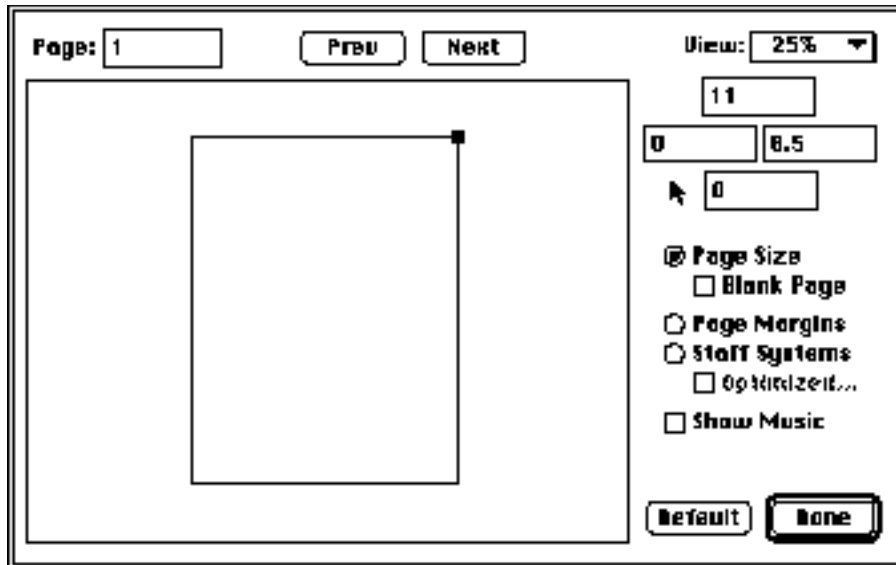 Page: 1 Prev Next View: 25%
11
0 8.5
0
Page Size
Blank Page
Page Margins
Staff Systems
Optimized...
Show Music
Default Done